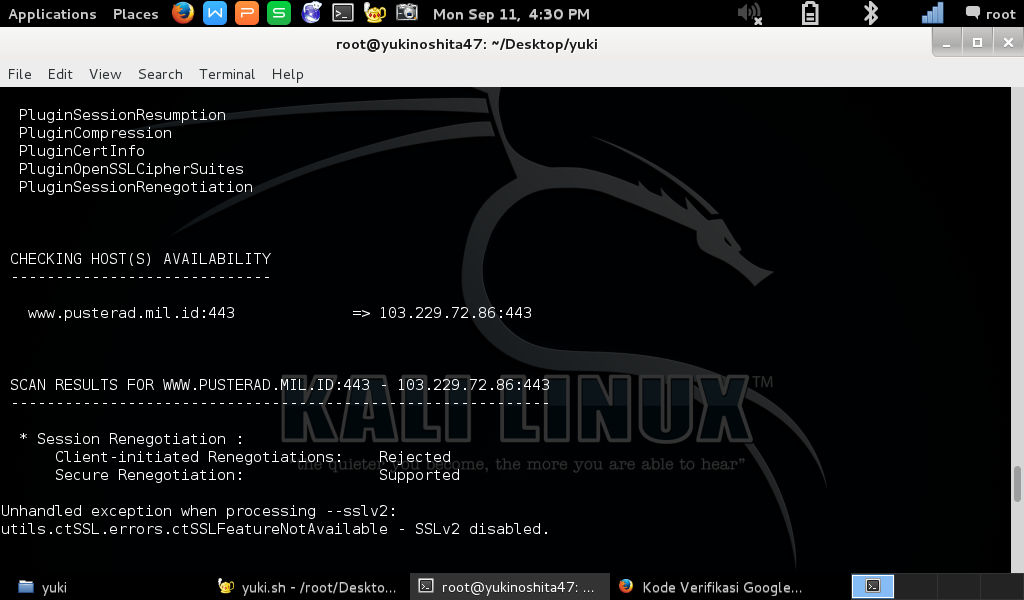 Applications Places Mon Sep 11, 4:30 PM root
root@yukinoshita47: ~/Desktop/yuki
File Edit View Search Terminal Help
PluginSessionResumption
PluginCompression
PluginCertInfo
PluginOpenSSLCipherSuites
PluginSessionRenegotiation
CHECKING HOST(S) AVAILABILITY
-----------------------------
www.pusterad.mil.id:443 => 103.229.72.86:443
SCAN RESULTS FOR WWW.PUSTERAD.MIL.ID:443 - 103.229.72.86:443
------------------------------------------------------------
* Session Renegotiation :
Client-initiated Renegotiations: Rejected
Secure Renegotiation: Supported
KALI LINUX TM
"the quieter you become, the more you are able to hear"
Unhandled exception when processing --sslv2:
utils.ctSSL.errors.ctSSLFeatureNotAvailable - SSLv2 disabled.
yuki yuki.sh - /root/Deskto... root@yukinoshita47: ... Kode Verifikasi Google...